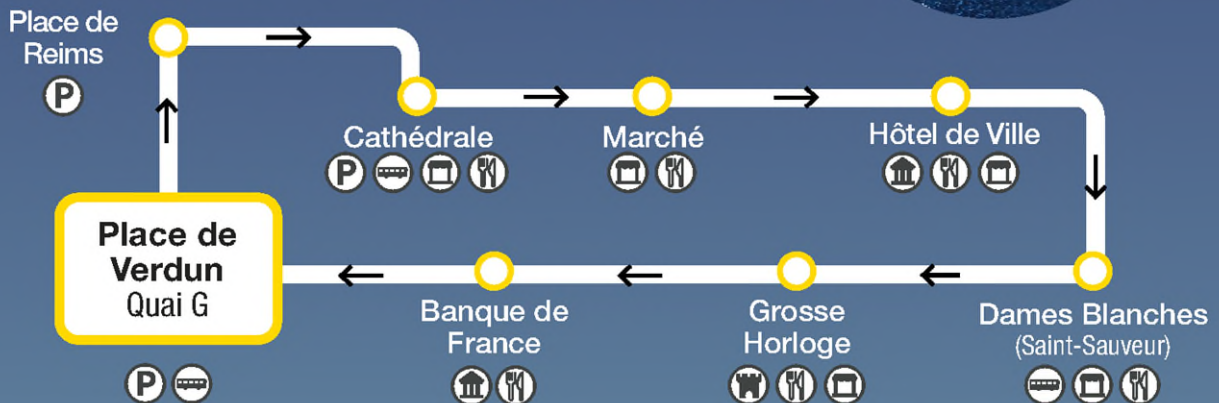 Place de
Reims
P
Cathédrale
P
Marché
Hôtel de Ville
Place de
Verdun
Quai G
P
Banque de
France
Grosse
Horloge
Dames Blanches
(Saint-Sauveur)